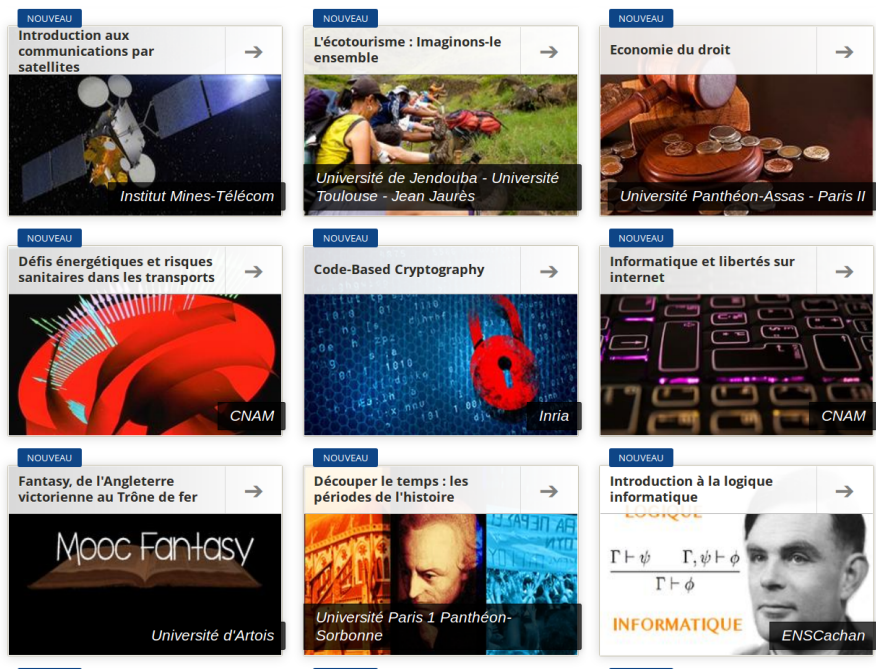 NOUVEAU
Introduction aux
communications par
satellites
Institut Mines-Télécom
NOUVEAU
L'écotourisme : Imaginons-le
ensemble
Université de Jendouba - Université
Toulouse - Jean Jaurès
NOUVEAU
Economie du droit
Université Panthéon-Assas - Paris II
NOUVEAU
Défis énergétiques et risques
sanitaires dans les transports
CNAM
NOUVEAU
Code-Based Cryptography
Inria
NOUVEAU
Informatique et libertés sur
internet
CNAM
NOUVEAU
Fantasy, de l'Angleterre
victorienne au Trône de fer
Mooc Fantasy
Université d'Artois
NOUVEAU
Découper le temps : les
périodes de l'histoire
Université Paris 1 Panthéon-
Sorbonne
NOUVEAU
Introduction à la logique
informatique
LOGIQUE
Γ ⊢ ψ Γ, ψ ⊢ ϕ
Γ ⊢ ϕ
INFORMATIQUE
ENSCachan